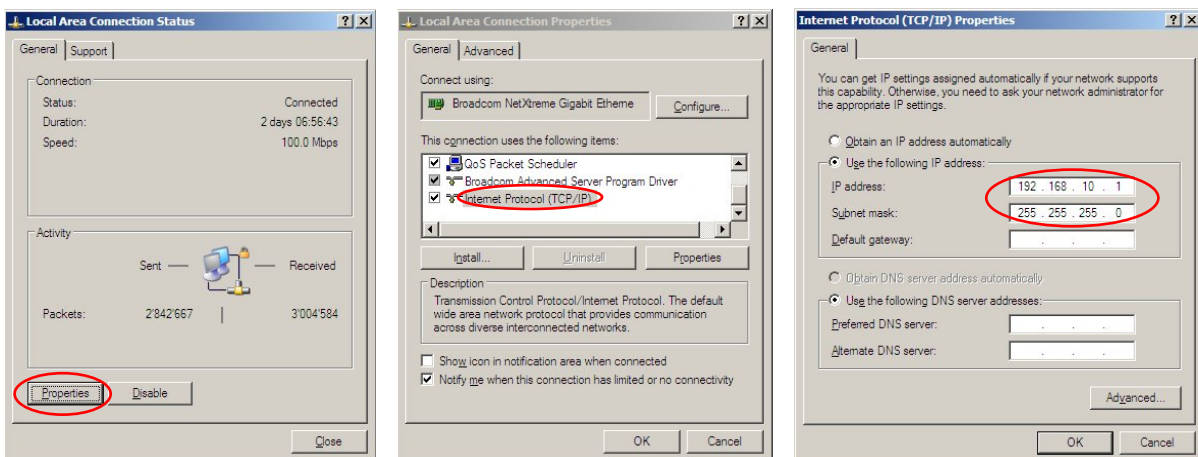 Local Area Connection Status
General Support
Connection
Status: Connected
Duration: 2 days 06:56:43
Speed: 100.0 Mbps
Activity
Sent — — Received
Packets: 2'842'667 3'004'584
Properties Disable
Close
Local Area Connection Properties
General Advanced
Connect using:
Broadcom NetXtreme Gigabit Etheme Configure...
This connection uses the following items:
QoS Packet Scheduler
Broadcom Advanced Server Program Driver
Internet Protocol (TCP/IP)
Install... Uninstall Properties
Description
Transmission Control Protocol/Internet Protocol. The default
wide area network protocol that provides communication
across diverse interconnected networks.
Show icon in notification area when connected
Notify me when this connection has limited or no connectivity
OK Cancel
Internet Protocol (TCP/IP) Properties
General
You can get IP settings assigned automatically if your network supports
this capability. Otherwise, you need to ask your network administrator for
the appropriate IP settings.
Obtain an IP address automatically
Use the following IP address:
IP address: 192 . 168 . 10 . 1
Subnet mask: 255 . 255 . 255 . 0
Default gateway: . . .
Obtain DNS server address automatically
Use the following DNS server addresses:
Preferred DNS server: . . .
Alternate DNS server: . . .
Advanced...
OK Cancel